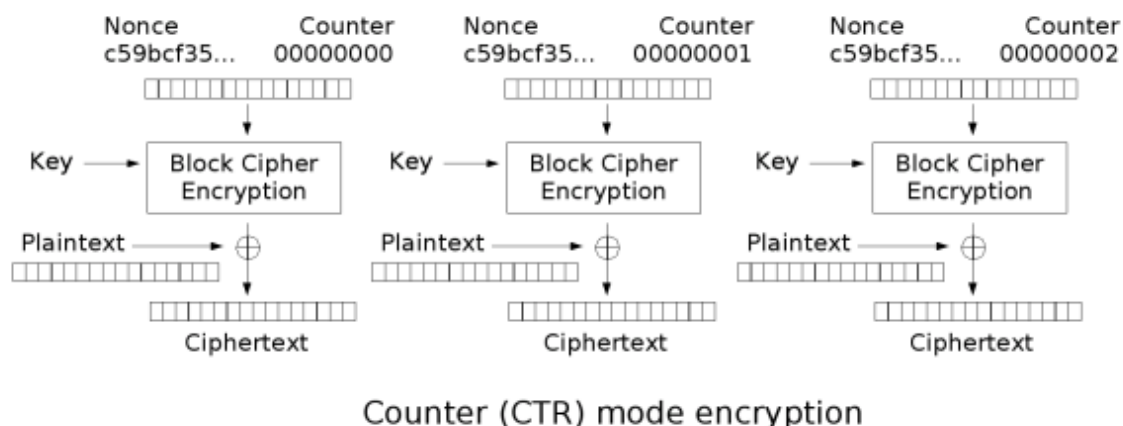 Nonce Counter Nonce Counter Nonce Counter
c59bcf35... 00000000 c59bcf35... 00000001 c59bcf35... 00000002
Key Block Cipher Encryption Key Block Cipher Encryption Key Block Cipher Encryption
Plaintext Plaintext Plaintext
Ciphertext Ciphertext Ciphertext
Counter (CTR) mode encryption